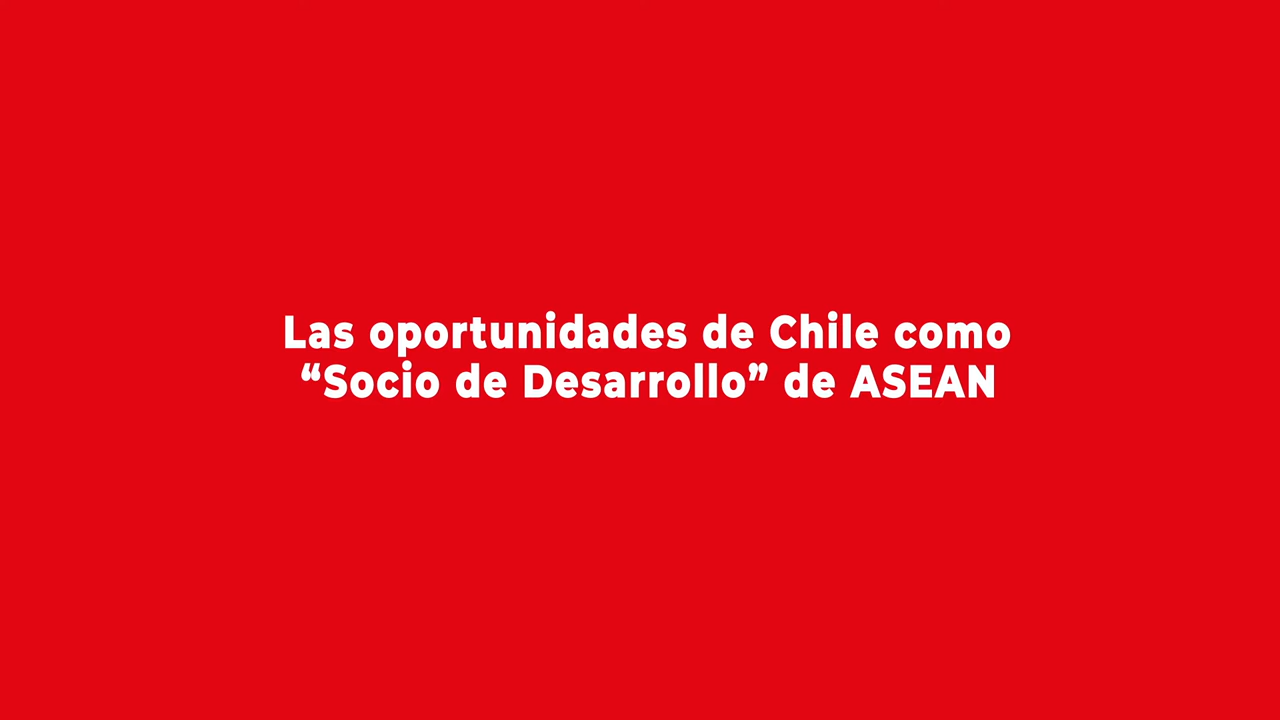 Las oportunidades de Chile como
“Socio de Desarrollo” de ASEAN